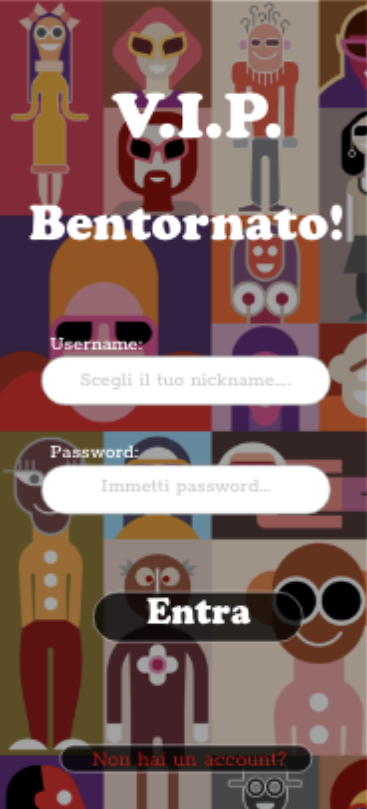 V.I.P.
Bentornato!
Username:
Scegli il tuo nickname....
Password:
Immetti password...
Entra
Non hai un account?